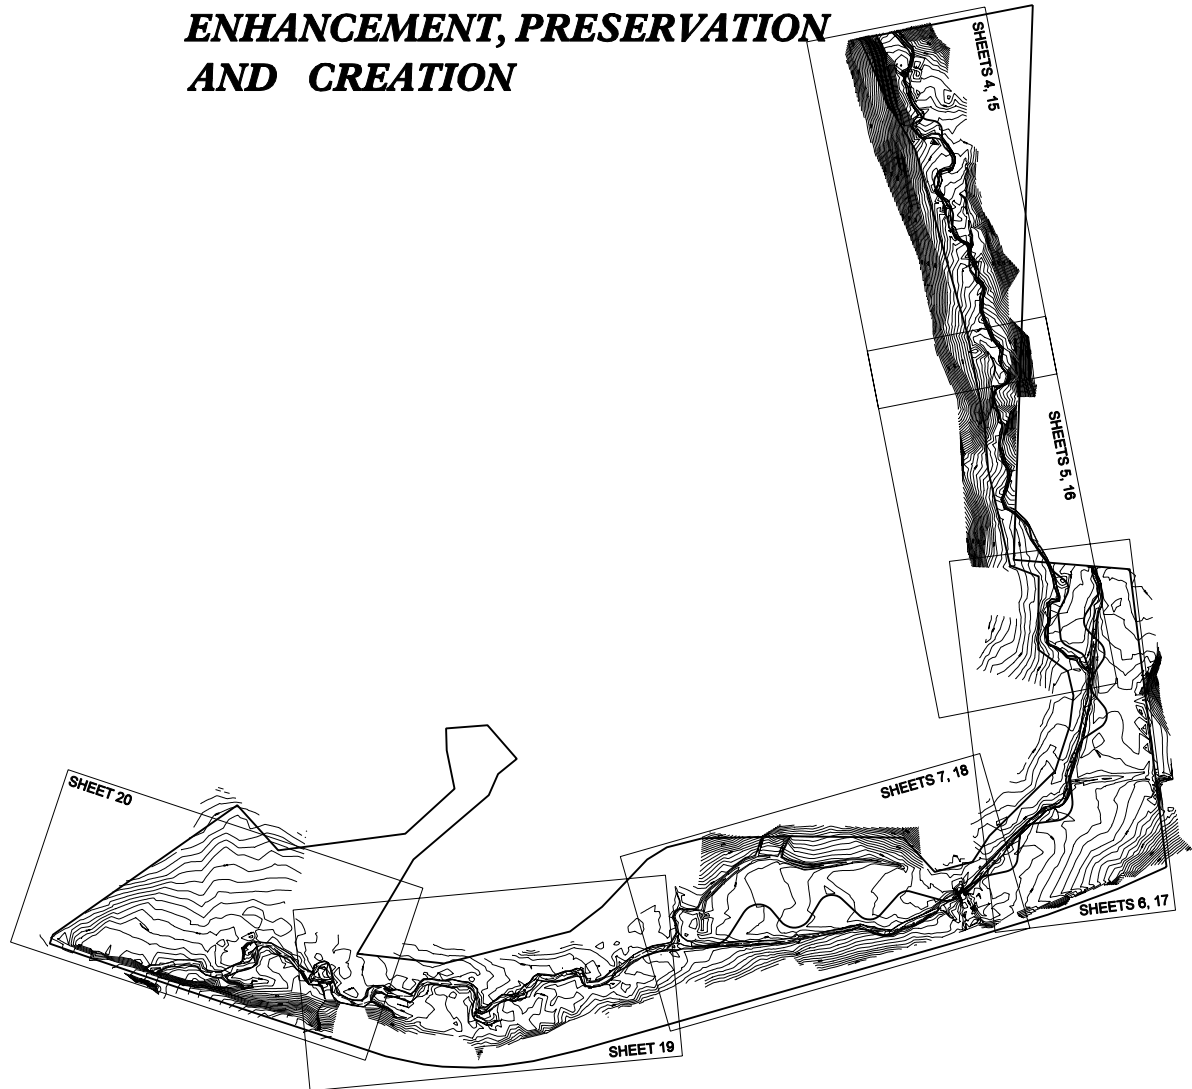 ENHANCEMENT, PRESERVATION
AND CREATION
SHEETS 4, 15
SHEETS 5, 16
SHEETS 7, 18
SHEET 20
SHEETS 6, 17
SHEET 19